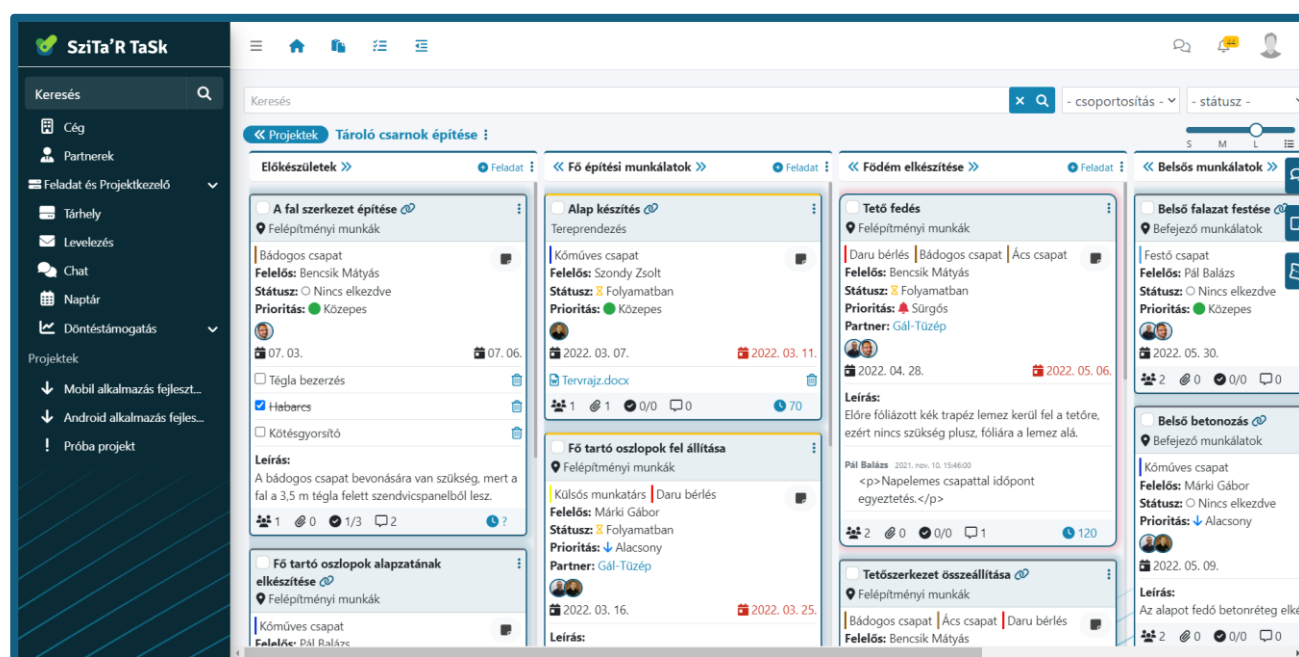 SziTa'R TaSk
44
Keresés
Cég
Partnerek
Feladat és Projektkezelő
Tárhely
Levelezés
Chat
Naptár
Döntéstámogatás
Projektek
Mobil alkalmazás fejleszt...
Android alkalmazás fejles...
Próba projekt
Keresés
- csoportosítás -
- státusz -
Projektek
Tároló csarnok építése
S M L
Előkészületek
Feladat
A fal szerkezet építése
Felépítményi munkák
Bádogos csapat
Felelős: Bencsik Mátyás
Státusz: Nincs elkezdve
Prioritás: Közepes
07. 03. 07. 06.
Tégla bezerzés
Habarcs
Kötésgyorsító
Leírás:
A bádogos csapat bevonására van szükség, mert a
fal a 3,5 m tégla felett szendvicspanelből lesz.
1 0 1/3 2 ?
Fő tartó oszlopok alapzatának
elkészítése
Felépítményi munkák
Kőműves csapat
Felelős: Pál Balázs
Fő építési munkálatok
Feladat
Alap készítés
Tereprendezés
Kőműves csapat
Felelős: Szondy Zsolt
Státusz: Folyamatban
Prioritás: Közepes
2022. 03. 07. 2022. 03. 11.
Tervrajz.docx
1 1 0/0 0 70
Fő tartó oszlopok fel állítása
Felépítményi munkák
Külsős munkatárs Daru bérlés
Felelős: Márki Gábor
Státusz: Folyamatban
Prioritás: Alacsony
Partner: Gál-Tüzép
2022. 03. 16. 2022. 03. 25.
Leírás:
Födém elkészítése
Feladat
Tető fedés
Felépítményi munkák
Daru bérlés Bádogos csapat Ács csapat
Felelős: Bencsik Mátyás
Státusz: Folyamatban
Prioritás: Sürgős
Partner: Gál-Tüzép
2022. 04. 28. 2022. 05. 06.
Leírás:
Előre fóliázott kék trapéz lemez kerül fel a tetőre,
ezért nincs szükség plusz, fóliára a lemez alá.
Pál Balázs 2021. nov. 10. 15:46:00
<p>Napelemes csapattal időpont
egyeztetés.</p>
2 0 0/0 1 120
Tetőszerkezet összeállítása
Felépítményi munkák
Bádogos csapat Ács csapat Daru bérlés
Felelős: Bencsik Mátyás
Belsős munkálatok
Belső falazat festése
Befejező munkálatok
Festő csapat
Felelős: Pál Balázs
Státusz: Nincs elkezdve
Prioritás: Közepes
2022. 05. 30.
2 0 0/0 0
Belső betonozás
Befejező munkálatok
Kőműves csapat
Felelős: Márki Gábor
Státusz: Nincs elkezdve
Prioritás: Alacsony
2022. 05. 09.
Leírás:
Az alapot fedő betonréteg elké
2 0 0/0 0